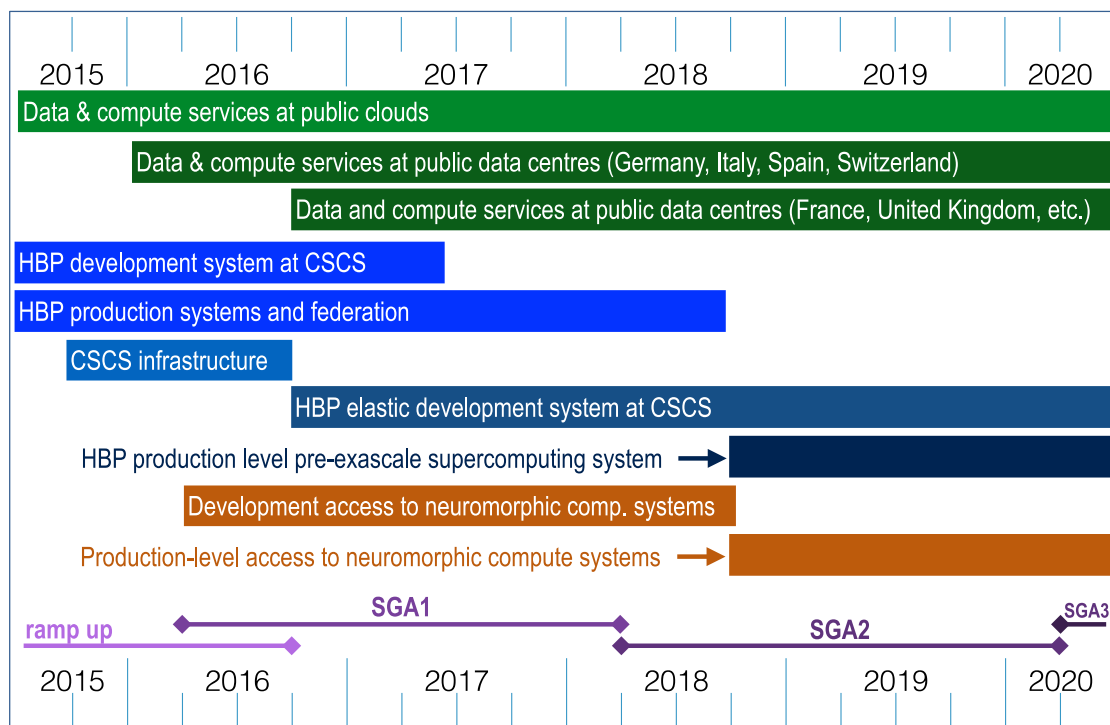 2015 2016 2017 2018 2019 2020
Data & compute services at public clouds
Data & compute services at public data centres (Germany, Italy, Spain, Switzerland)
Data and compute services at public data centres (France, United Kingdom, etc.)
HBP development system at CSCS
HBP production systems and federation
CSCS infrastructure
HBP elastic development system at CSCS
HBP production level pre-exascale supercomputing system
Development access to neuromorphic comp. systems
Production-level access to neuromorphic compute systems
SGA1 SGA3
ramp up SGA2
2015 2016 2017 2018 2019 2020